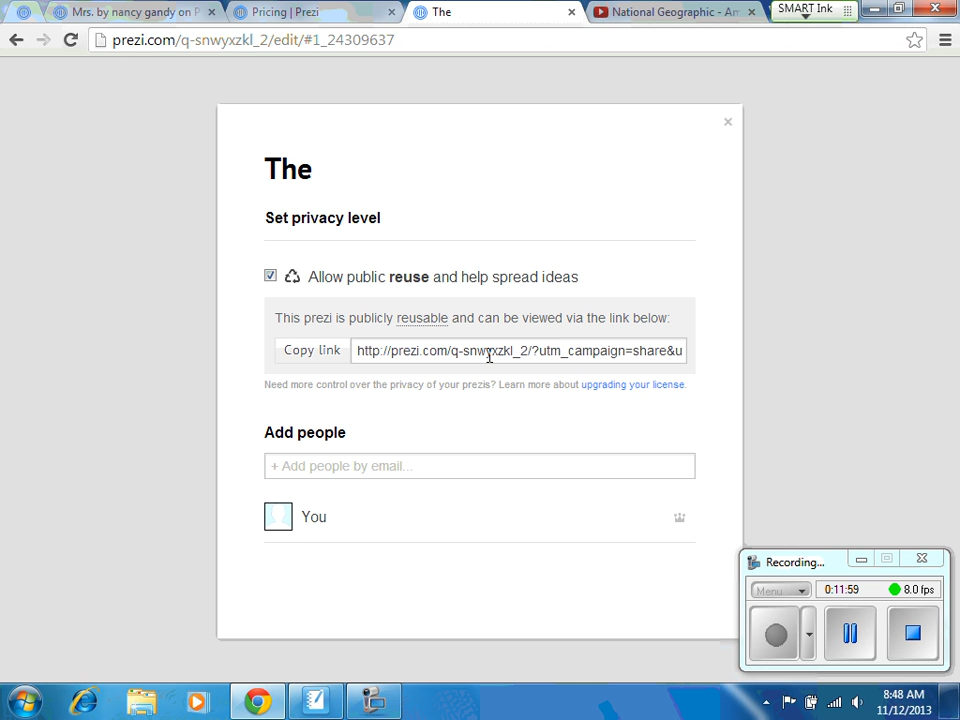 Mrs. by nancy gandy on P
Pricing | Prezi
The
National Geographic - Am
SMART Ink
prezi.com/q-snwyxzkl_2/edit/#1_24309637
The
Set privacy level
Allow public reuse and help spread ideas
This prezi is publicly reusable and can be viewed via the link below:
Copy link
http://prezi.com/q-snwyxzkl_2/?utm_campaign=share&u
Need more control over the privacy of your prezis? Learn more about upgrading your license.
Add people
+ Add people by email...
You
Recording...
Menu
0:11:59
8.0 fps
8:48 AM
11/12/2013